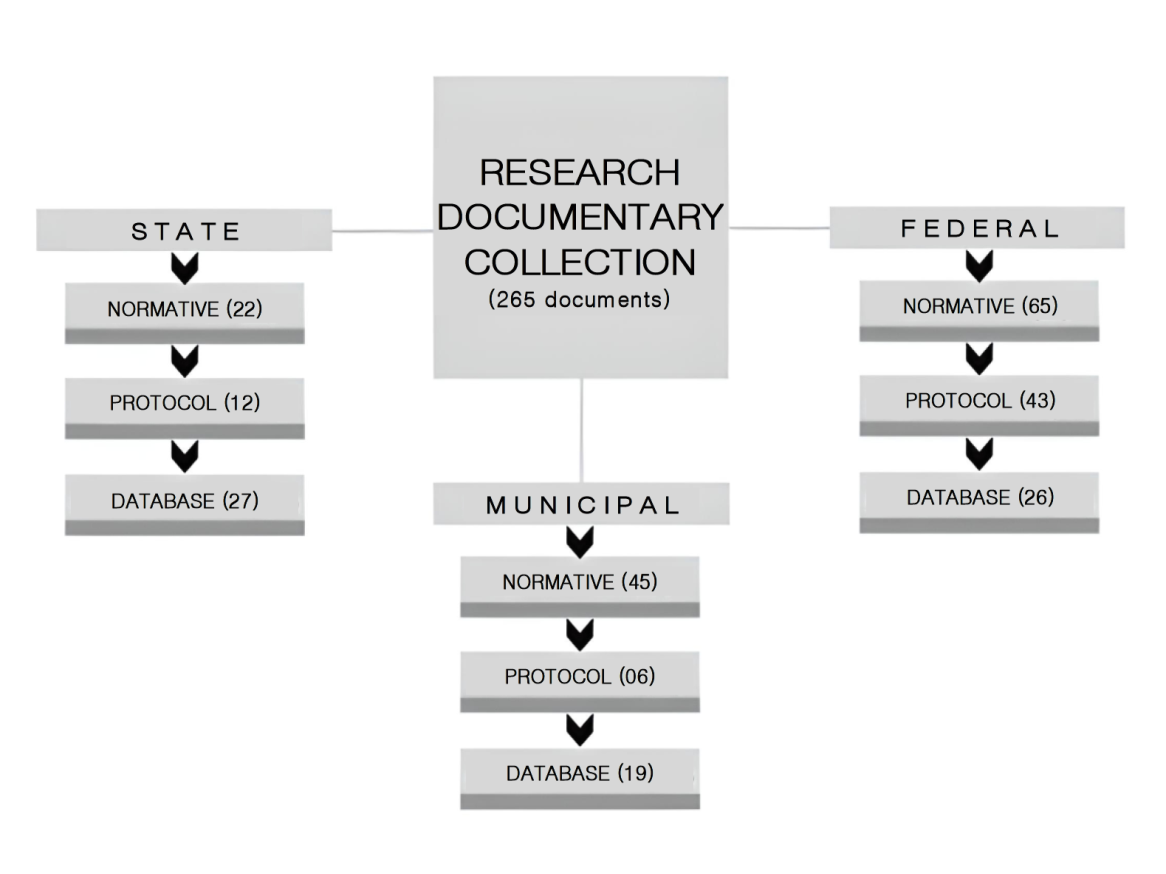 RESEARCH
DOCUMENTARY
COLLECTION
(265 documents)
STATE
NORMATIVE (22)
PROTOCOL (12)
DATABASE (27)
MUNICIPAL
NORMATIVE (45)
PROTOCOL (06)
DATABASE (19)
FEDERAL
NORMATIVE (65)
PROTOCOL (43)
DATABASE (26)